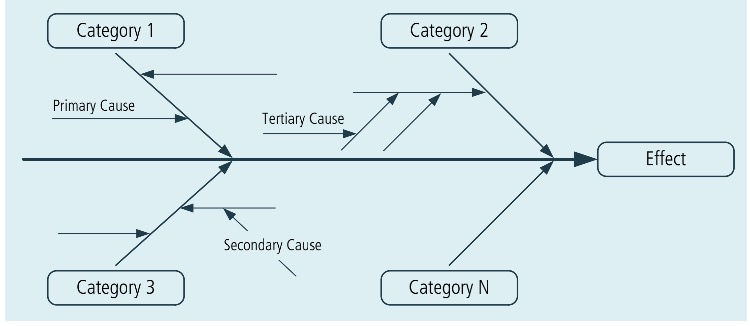 Category 1
Category 2
Primary Cause
Tertiary Cause
Effect
Secondary Cause
Category 3
Category N